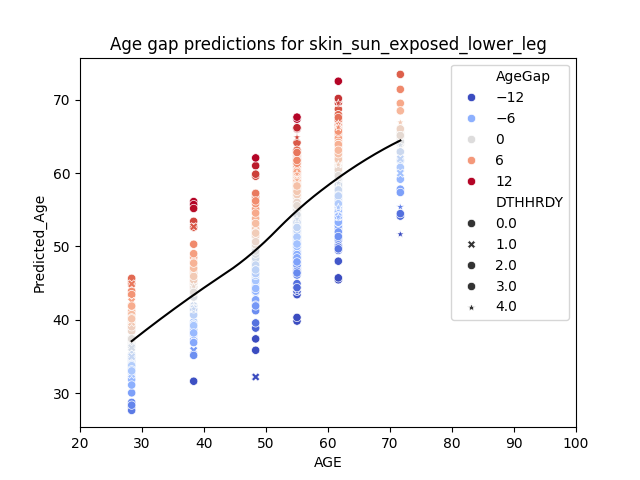 Age gap predictions for skin_sun_exposed_lower_leg
AgeGap
−12
−6
0
6
12
DTHHRDY
0.0
1.0
2.0
3.0
4.0
Predicted_Age
70
60
50
40
30
20 30 40 50 60 70 80 90 100
AGE